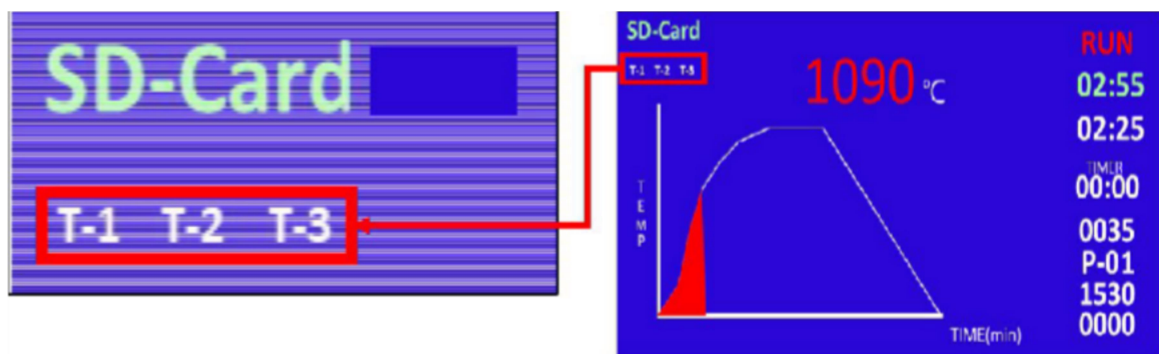 SD-Card
T-1 T-2 T-3
SD-Card
T-1 T-2 T-3
1090 °C
RUN
02:55
02:25
TIMER
00:00
0035
P-01
1530
0000
TEMP
TIME(min)